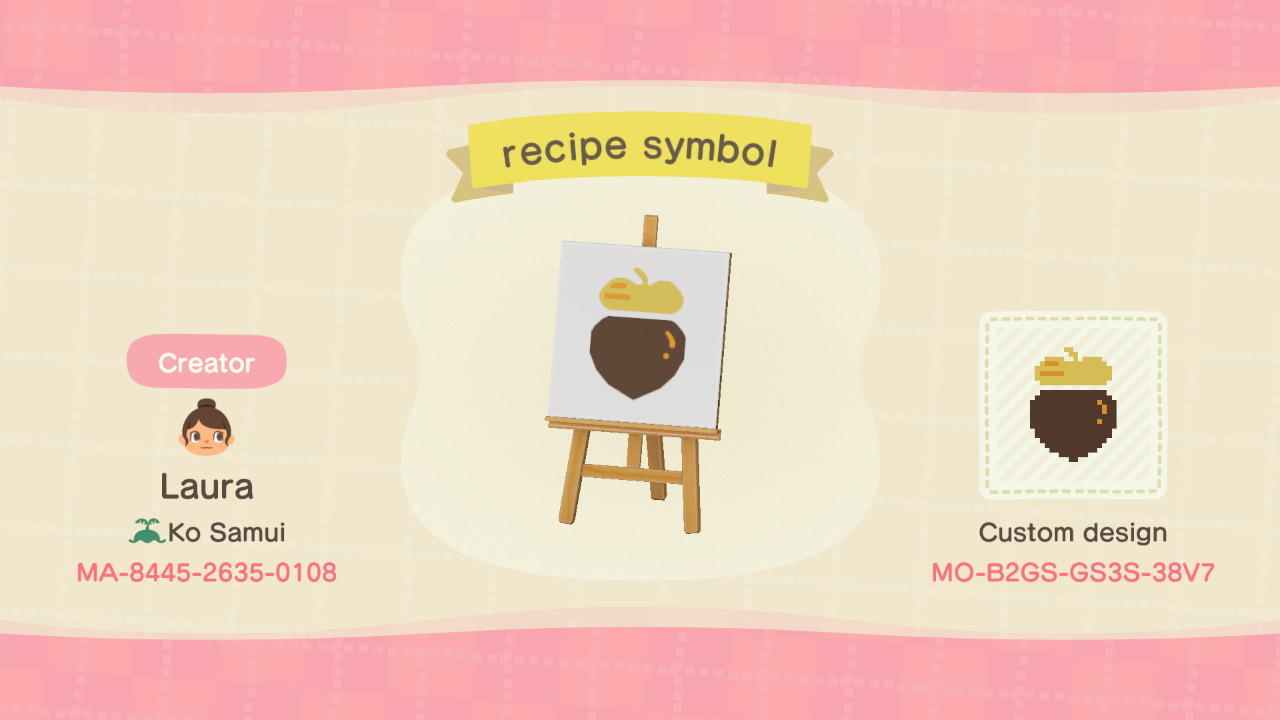 recipe symbol
Creator
Laura
Ko Samui
MA-8445-2635-0108
Custom design
MO-B2GS-GS3S-38V7